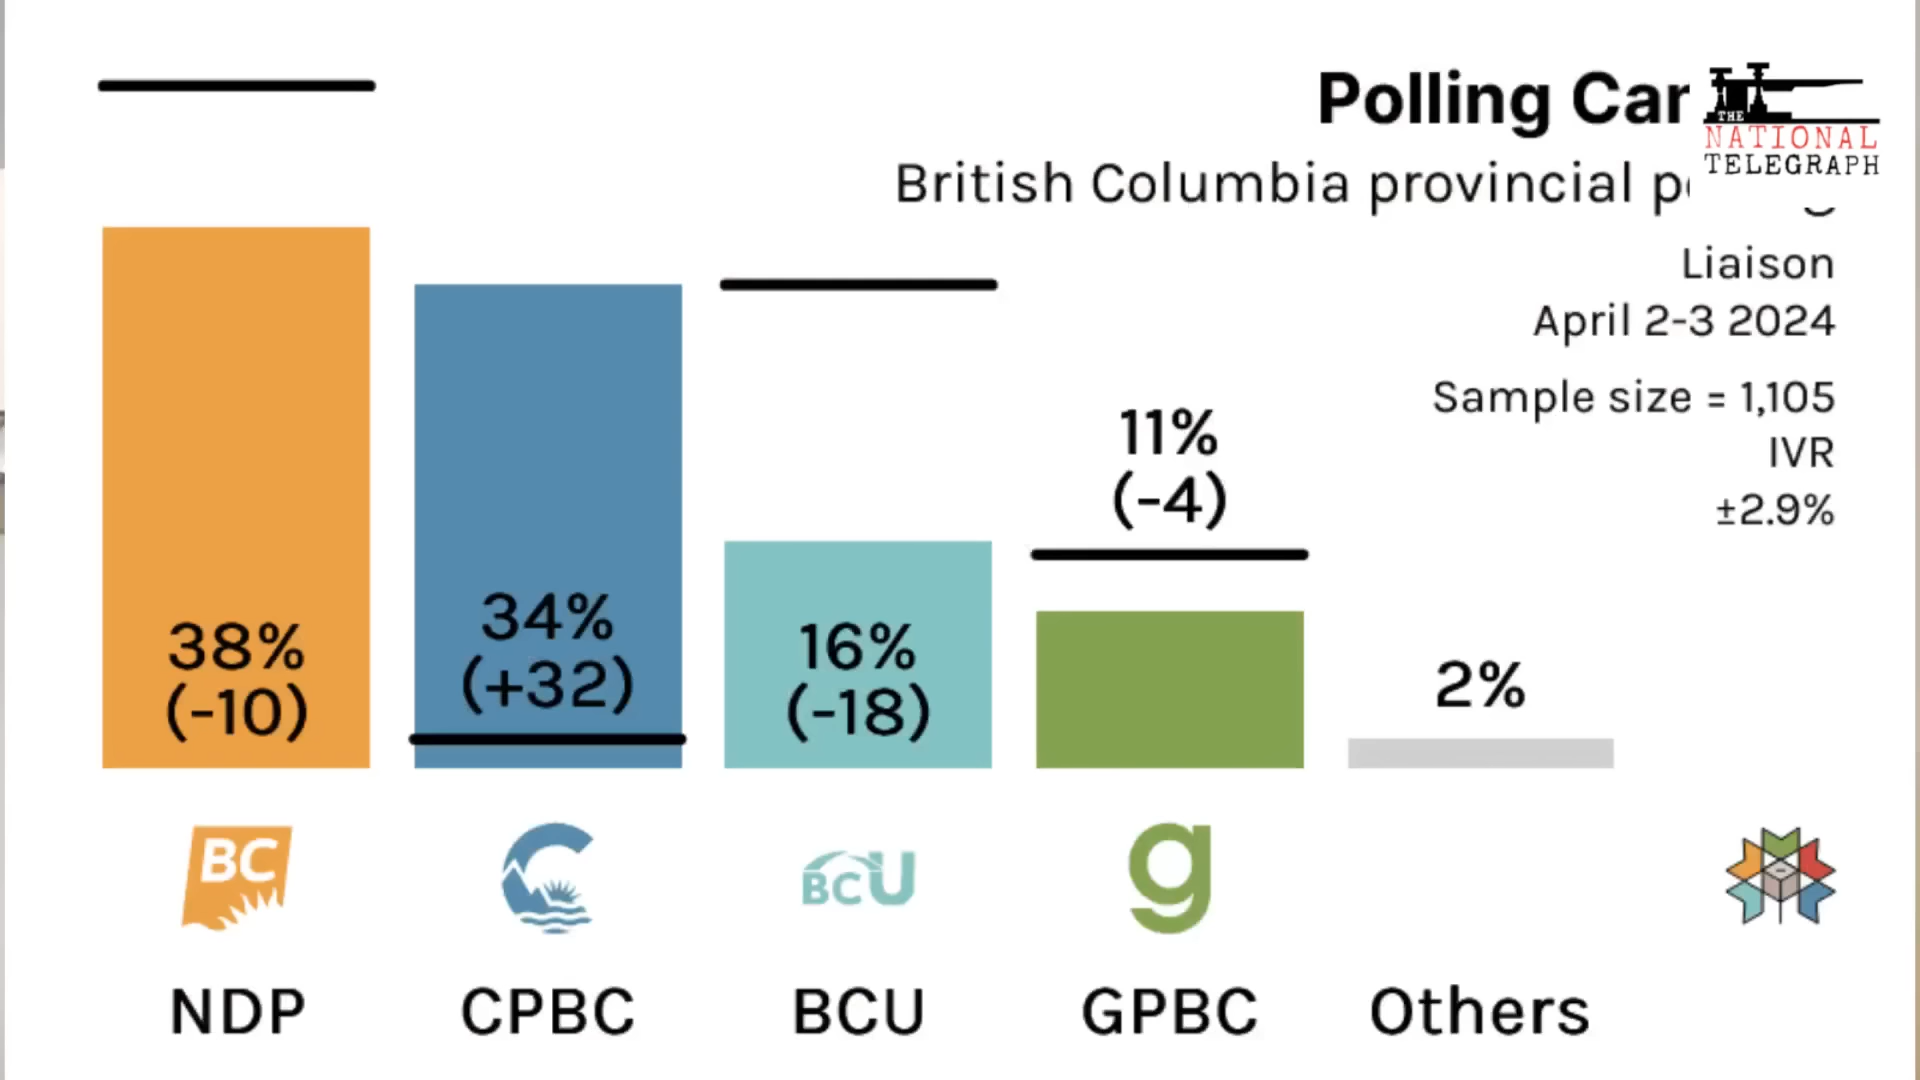 Polling Can
THE
NATIONAL
TELEGRAPH
British Columbia provincial
Liaison
April 2-3 2024
Sample size = 1,105
IVR
±2.9%
38%
(-10)
34%
(+32)
16%
(-18)
11%
(-4)
2%
BC
BCU
g
NDP
CPBC
BCU
GPBC
Others